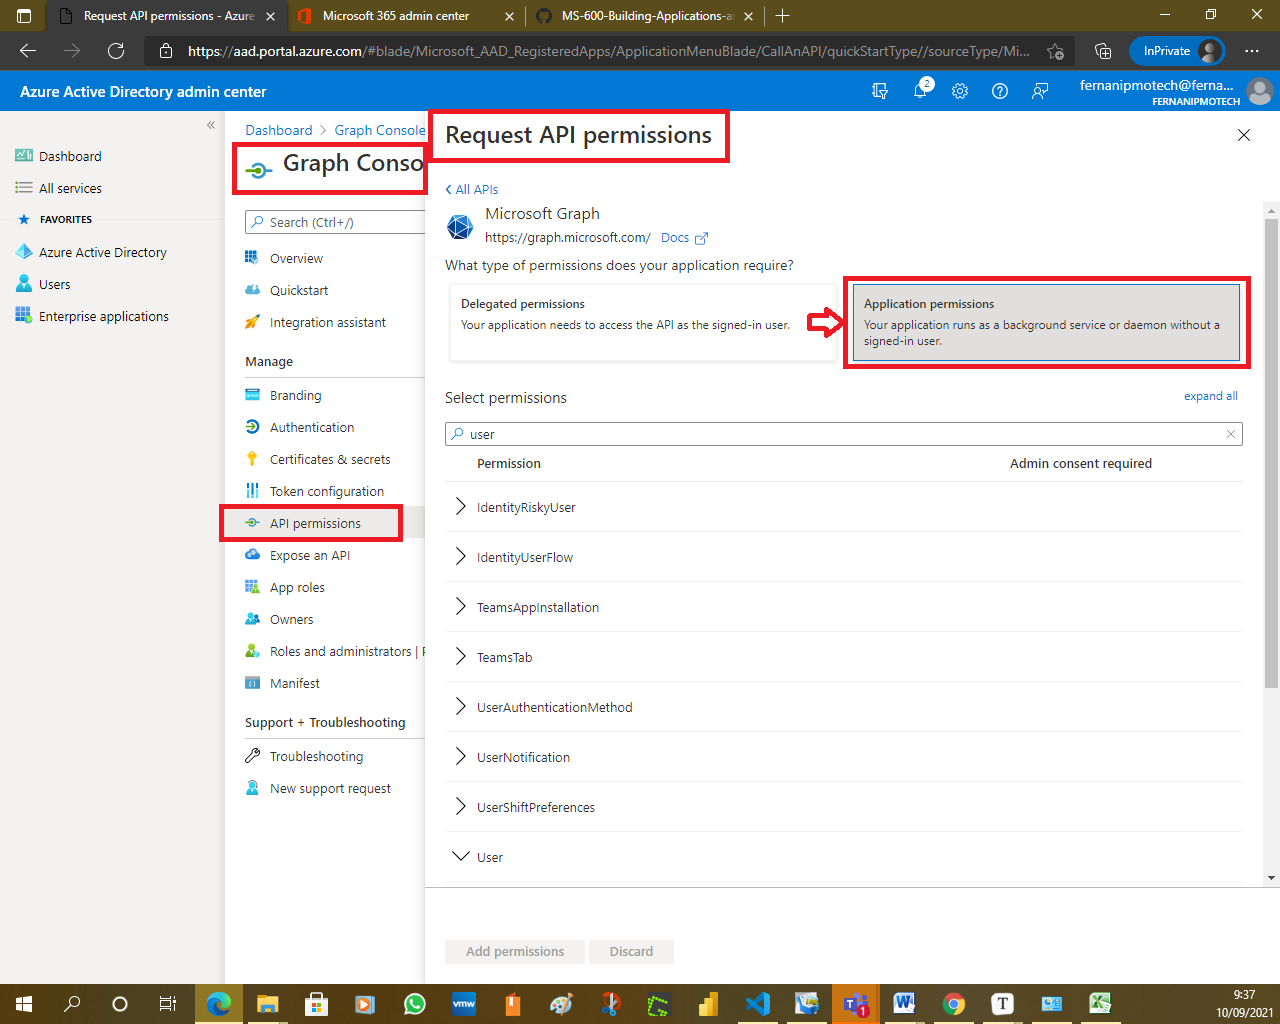 Request API permissions - Azure
Microsoft 365 admin center
MS-600-Building-Applications-a
https://aad.portal.azure.com/#blade/Microsoft_AAD_RegisteredApps/ApplicationMenuBlade/CallAnAPI/quickStartType//sourceType/Mi...
InPrivate
Azure Active Directory admin center
2
fernanipmotech@ferna...
FERNANIPMOTECH
Dashboard
All services
FAVORITES
Azure Active Directory
Users
Enterprise applications
Dashboard > Graph Console
Graph Conso
Search (Ctrl+/)
Overview
Quickstart
Integration assistant
Manage
Branding
Authentication
Certificates & secrets
Token configuration
API permissions
Expose an API
App roles
Owners
Roles and administrators | P
Manifest
Support + Troubleshooting
Troubleshooting
New support request
Request API permissions
All APIs
Microsoft Graph
https://graph.microsoft.com/ Docs
What type of permissions does your application require?
Delegated permissions
Your application needs to access the API as the signed-in user.
Application permissions
Your application runs as a background service or daemon without a
signed-in user.
Select permissions
expand all
user
Permission
Admin consent required
IdentityRiskyUser
IdentityUserFlow
TeamsAppInstallation
TeamsTab
UserAuthenticationMethod
UserNotification
UserShiftPreferences
User
Add permissions
Discard
vmw
1
T
9:37
10/09/2021